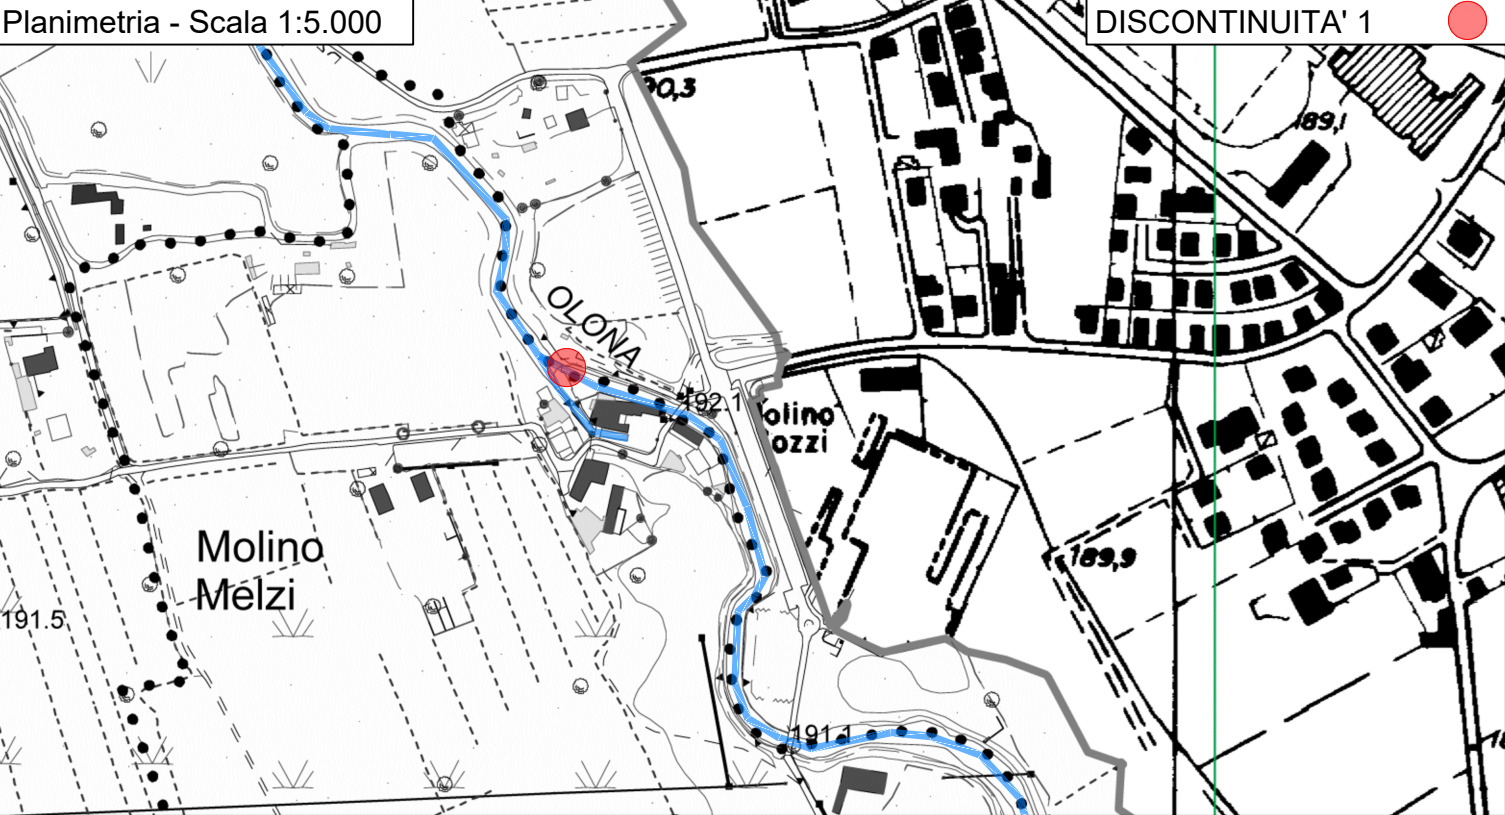 Planimetria - Scala 1:5.000
DISCONTINUITA' 1
90,3
189,1
OLONA
192.1
olino
ozzi
Molino
Melzi
189,9
191.5
191.1